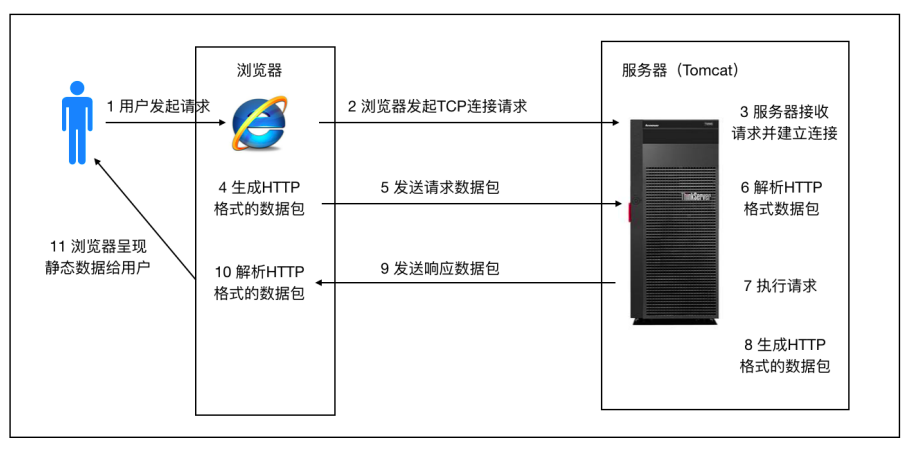 浏览器
服务器（Tomcat）
1 用户发起请求
2 浏览器发起TCP连接请求
3 服务器接收
请求并建立连接
4 生成HTTP
格式的数据包
5 发送请求数据包
6 解析HTTP
格式数据包
ThinkServer
7 执行请求
8 生成HTTP
格式的数据包
9 发送响应数据包
10 解析HTTP
格式的数据包
11 浏览器呈现
静态数据给用户